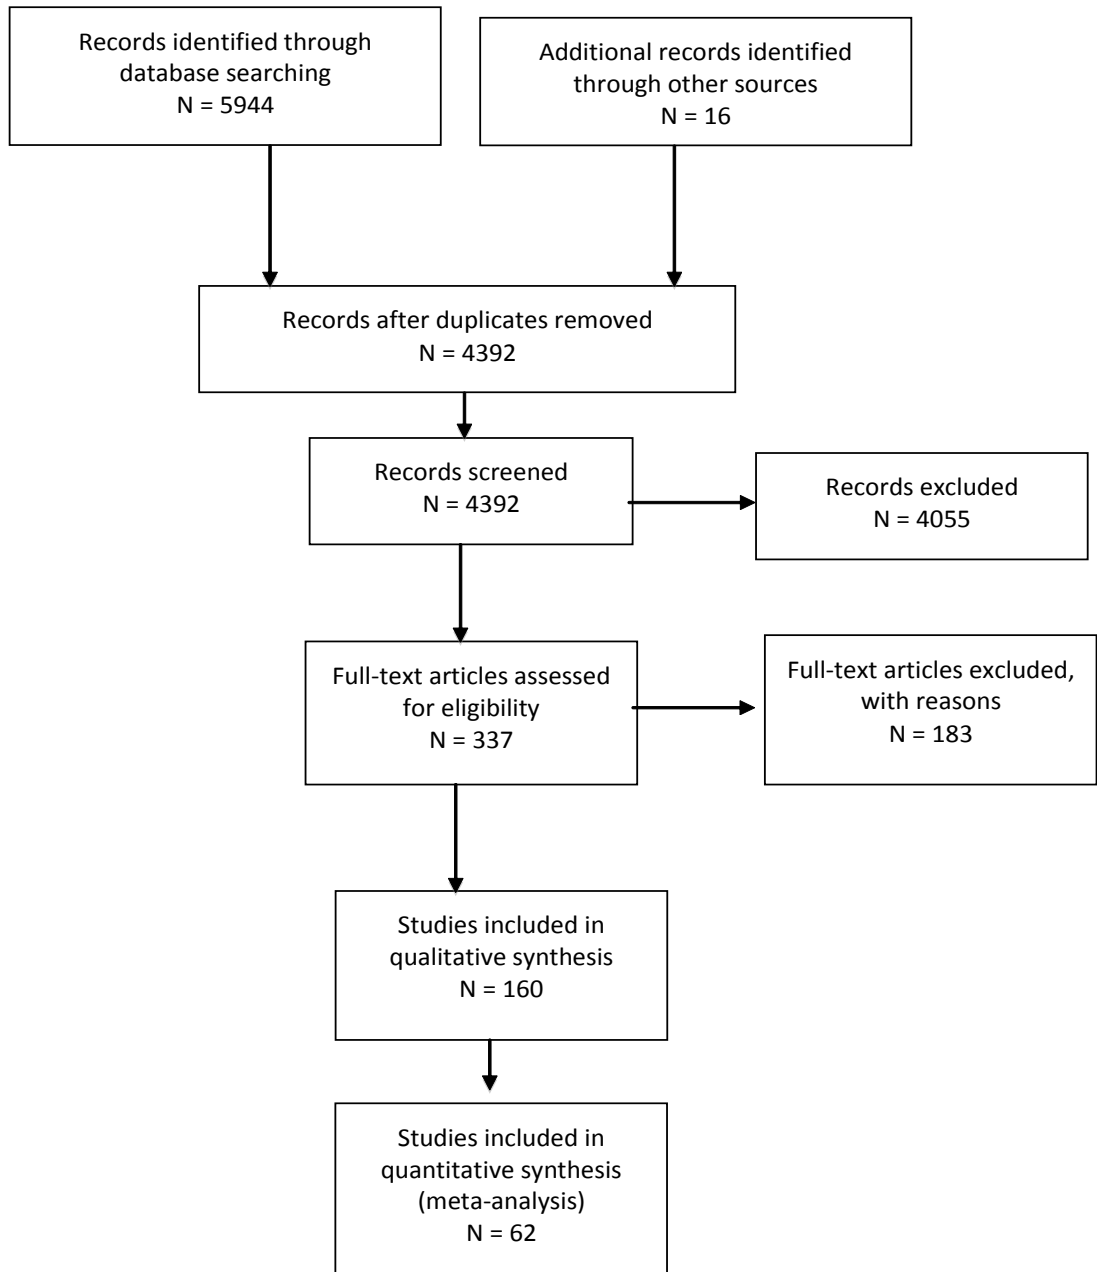 Records identified through
database searching
N = 5944
Additional records identified
through other sources
N = 16
Records after duplicates removed
N = 4392
Records screened
N = 4392
Records excluded
N = 4055
Full-text articles assessed
for eligibility
N = 337
Full-text articles excluded,
with reasons
N = 183
Studies included in
qualitative synthesis
N = 160
Studies included in
quantitative synthesis
(meta-analysis)
N = 62